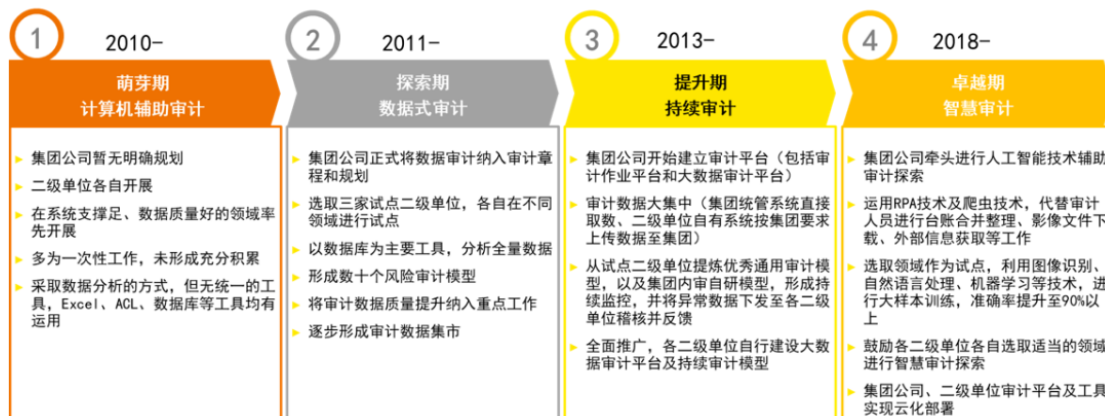 1
2010-
萌芽期
计算机辅助审计
集团公司暂无明确规划
二级单位各自开展
在系统支撑足、数据质量好的领域率
先开展
多为一次性工作，未形成充分积累
采取数据分析的方式，但无统一的工
具，Excel、ACL、数据库等工具均有
运用
2
2011-
探索期
数据式审计
集团公司正式将数据审计纳入审计章
程和规划
选取三家试点二级单位，各自在不同
领域进行试点
以数据库为主要工具，分析全量数据
形成数十个风险审计模型
将审计数据质量提升纳入重点工作
逐步形成审计数据集市
3
2013-
提升期
持续审计
集团公司开始建立审计平台（包括审
计作业平台和大数据审计平台）
审计数据大集中（集团统管系统直接
取数、二级单位自有系统按集团要求
上传数据至集团）
从试点二级单位提炼优秀通用审计模
型，以及集团内审自研模型，形成持
续监控，并将异常数据下发至各二级
单位稽核并反馈
全面推广，各二级单位自行建设大数
据审计平台及持续审计模型
4
2018-
卓越期
智慧审计
集团公司牵头进行人工智能技术辅助
审计探索
运用RPA技术及爬虫技术，代替审计
人员进行台账合并整理、影像文件下
载、外部信息获取等工作
选取领域作为试点，利用图像识别、
自然语言处理、机器学习等技术，进
行大样本训练，准确率提升至90%以
上
鼓励各二级单位各自选取适当的领域
进行智慧审计探索
集团公司、二级单位审计平台及工具
实现云化部署